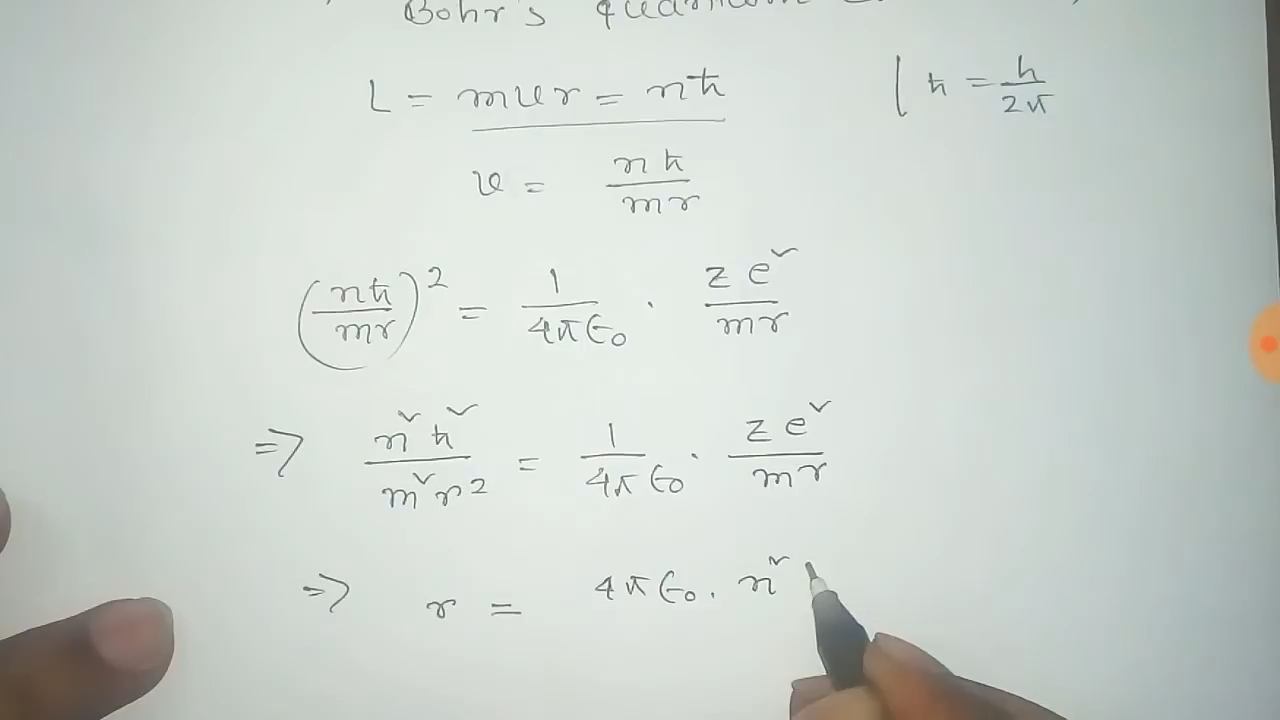 Bohr's quantum
L = mvr = nħ | ħ = h/2π
v = nħ/mr
(nħ/mr)² = 1/4πε₀ · ze²/mr
=> n²ħ²/m²r² = 1/4πε₀ · ze²/mr
=> r = 4πε₀ · n²